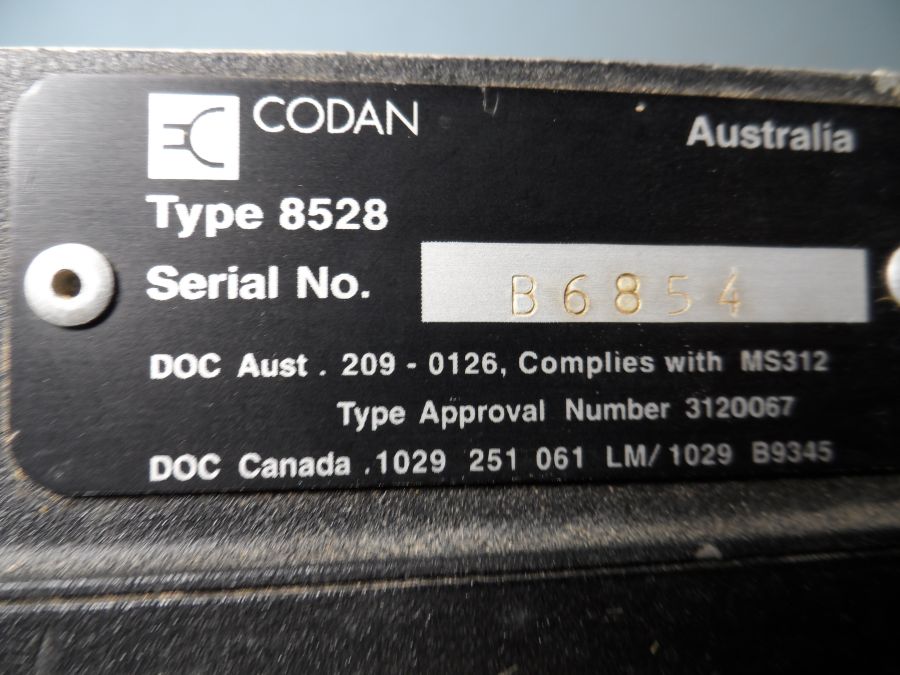 CODAN Australia
Type 8528
Serial No. B6854
DOC Aust . 209 - 0126, Complies with MS312
Type Approval Number 3120067
DOC Canada .1029 251 061 LM/1029 B9345